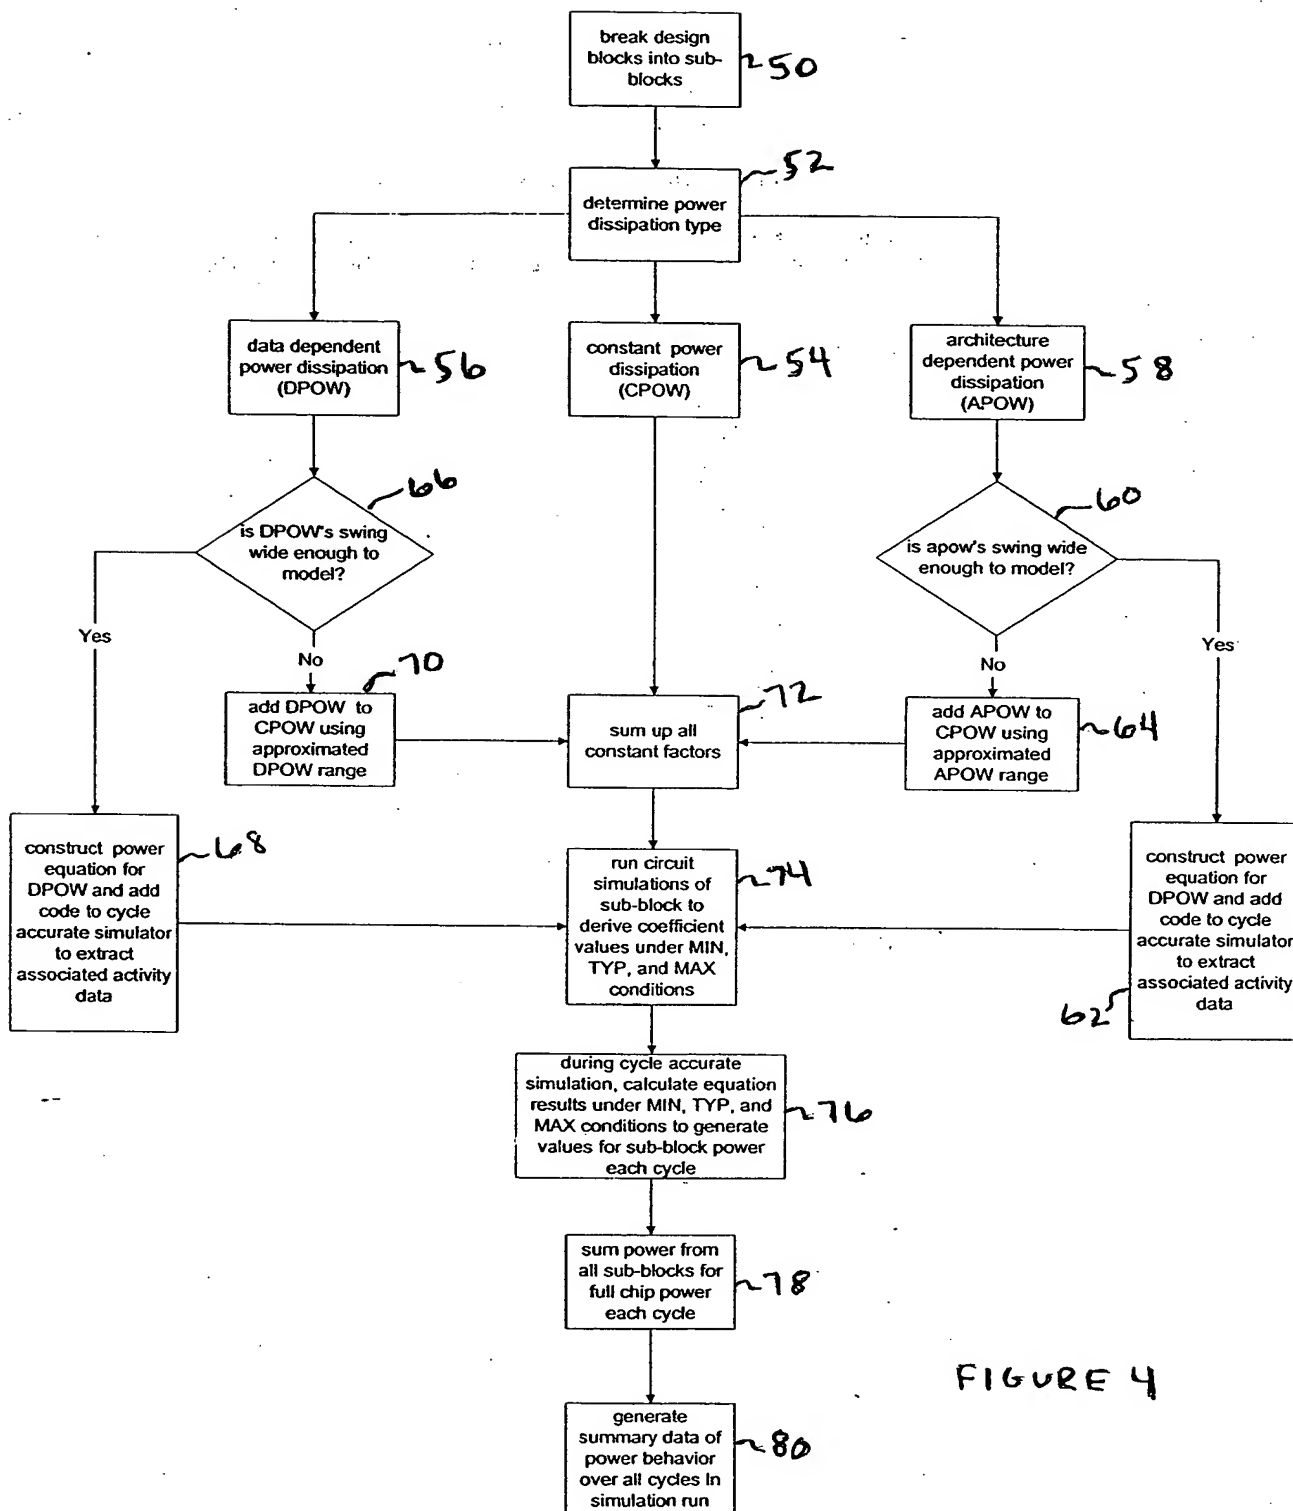 break design
blocks into sub-
blocks
50
determine power
dissipation type
52
data dependent
power dissipation
(DPOW)
56
constant power
dissipation
(CPOW)
54
architecture
dependent power
dissipation
(APOW)
58
is DPOW's swing
wide enough to
model?
66
is apow's swing wide
enough to model?
60
Yes
No
No
Yes
add DPOW to
CPOW using
approximated
DPOW range
70
sum up all
constant factors
72
add APOW to
CPOW using
approximated
APOW range
64
construct power
equation for
DPOW and add
code to cycle
accurate simulator
to extract
associated activity
data
68
run circuit
simulations of
sub-block to
derive coefficient
values under MIN,
TYP, and MAX
conditions
74
construct power
equation for
DPOW and add
code to cycle
accurate simulator
to extract
associated activity
data
62
during cycle accurate
simulation, calculate equation
results under MIN, TYP, and
MAX conditions to generate
values for sub-block power
each cycle
76
sum power from
all sub-blocks for
full chip power
each cycle
78
generate
summary data of
power behavior
over all cycles in
simulation run
80
FIGURE 4